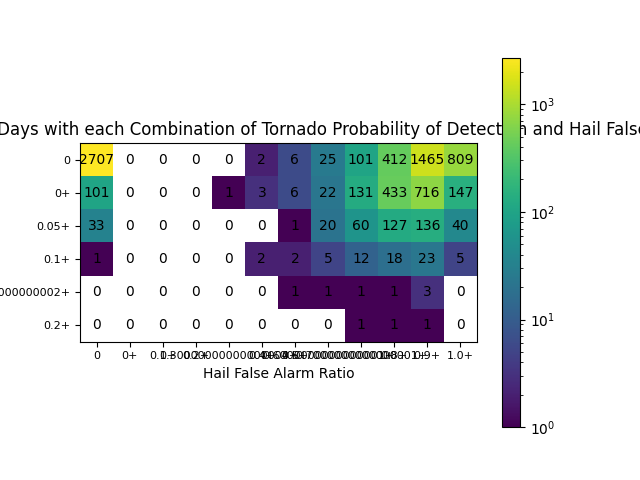 Days with each Combination of Tornado Probability of Detection and Hail False
0 2707 0 0 0 0 2 6 25 101 412 1465 809
0+ 101 0 0 0 1 3 6 22 131 433 716 147
0.05+ 33 0 0 0 0 0 1 20 60 127 136 40
0.1+ 1 0 0 0 0 2 2 5 12 18 23 5
000000002+ 0 0 0 0 0 0 1 1 1 1 3 0
0.2+ 0 0 0 0 0 0 0 0 1 1 1 0
0 0+ 1.0+
Hail False Alarm Ratio
10³
10²
10¹
10⁰